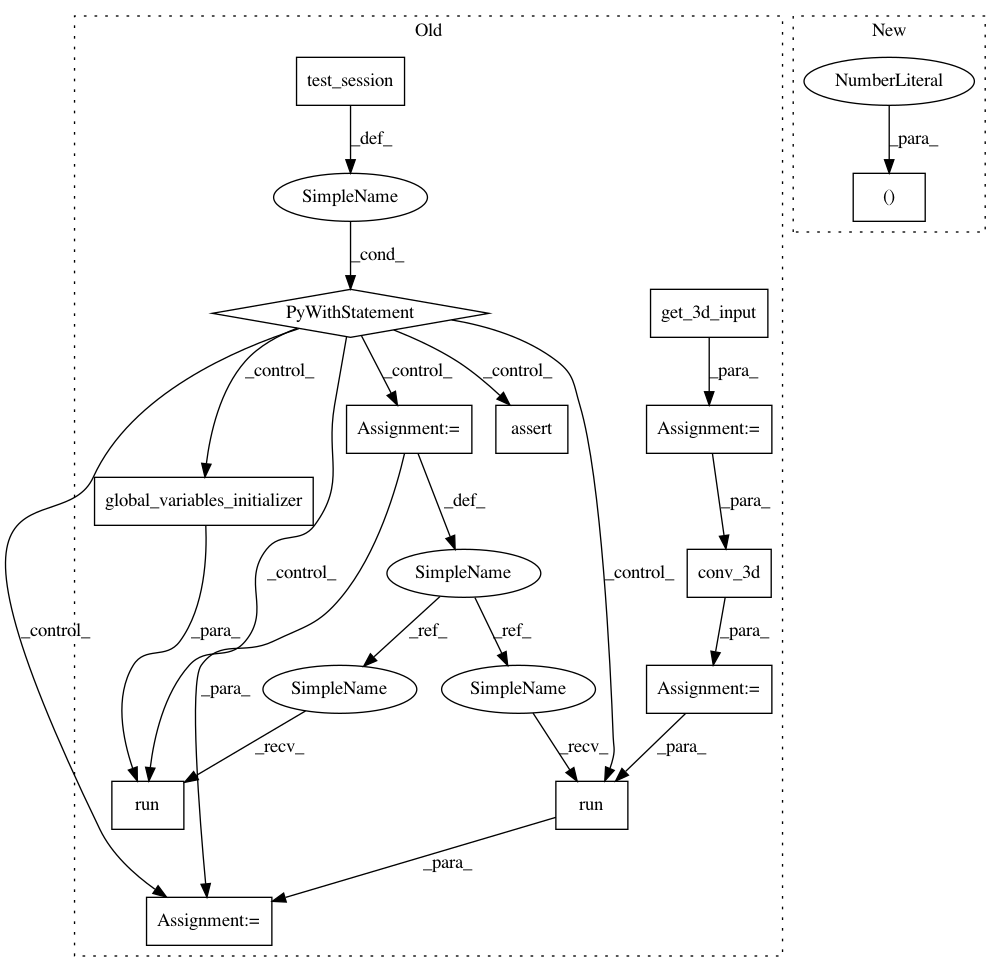 Old
New
test_session
NumberLiteral
_def_
_para_
SimpleName
()
_cond_
PyWithStatement
get_3d_input
_control_
_control_
_control_
_para_
Assignment:=
assert
Assignment:=
global_variables_initializer
_def_
_para_
_control_
SimpleName
_control_
conv_3d
_control_
_para_
_ref_
_ref_
_para_
_para_
SimpleName
SimpleName
Assignment:=
_recv_
_recv_
_para_
run
run
_para_
Assignment:=